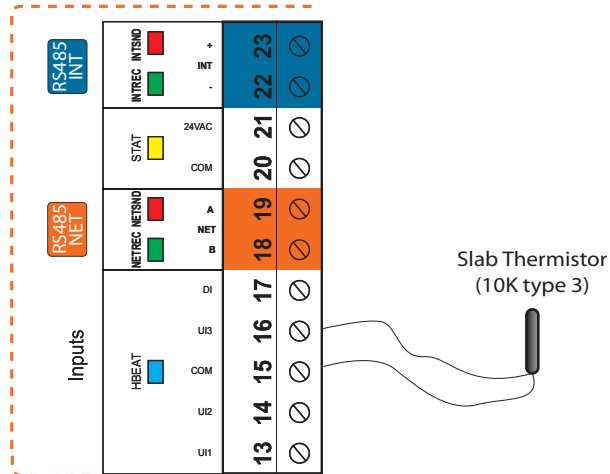 RS485
INT
INTREC INTSND
+
INT
-
23
22
STAT
24VAC
COM
21
20
RS485
NET
NETREC NETSND
A
NET
B
19
18
Inputs
HBEAT
DI
17
UI3
16
COM
15
UI2
14
UI1
13
Slab Thermistor
(10K type 3)